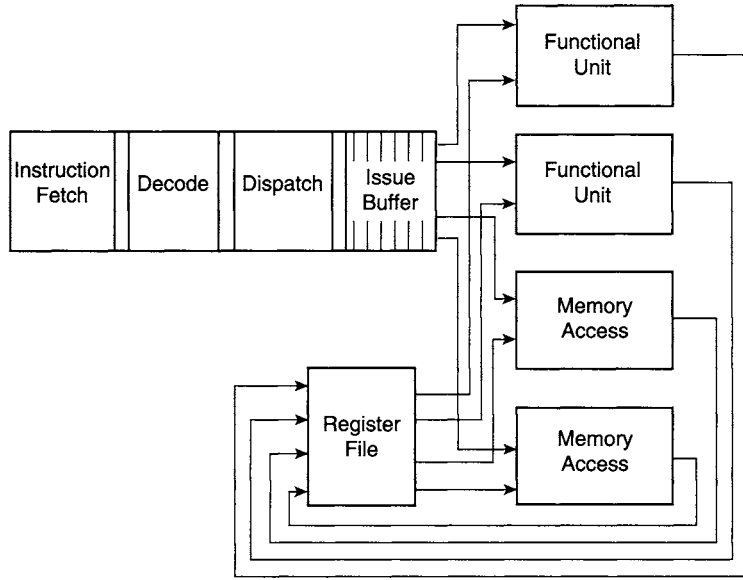 Functional
Unit
Instruction
Fetch
Decode
Dispatch
Issue
Buffer
Functional
Unit
Memory
Access
Register
File
Memory
Access